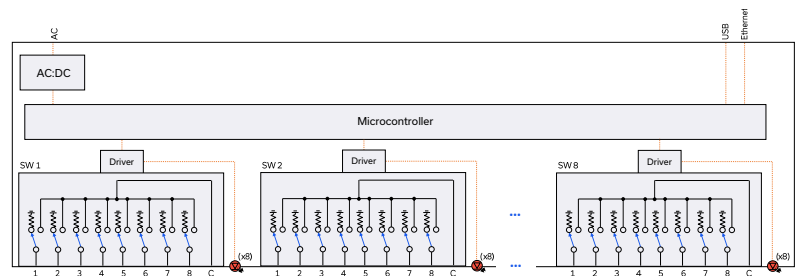 AC
USB
Ethernet
AC:DC
Microcontroller
Driver
Driver
Driver
SW 1
SW 2
SW 8
...
(x8)
(x8)
(x8)
...
1 2 3 4 5 6 7 8 C
1 2 3 4 5 6 7 8 C
1 2 3 4 5 6 7 8 C